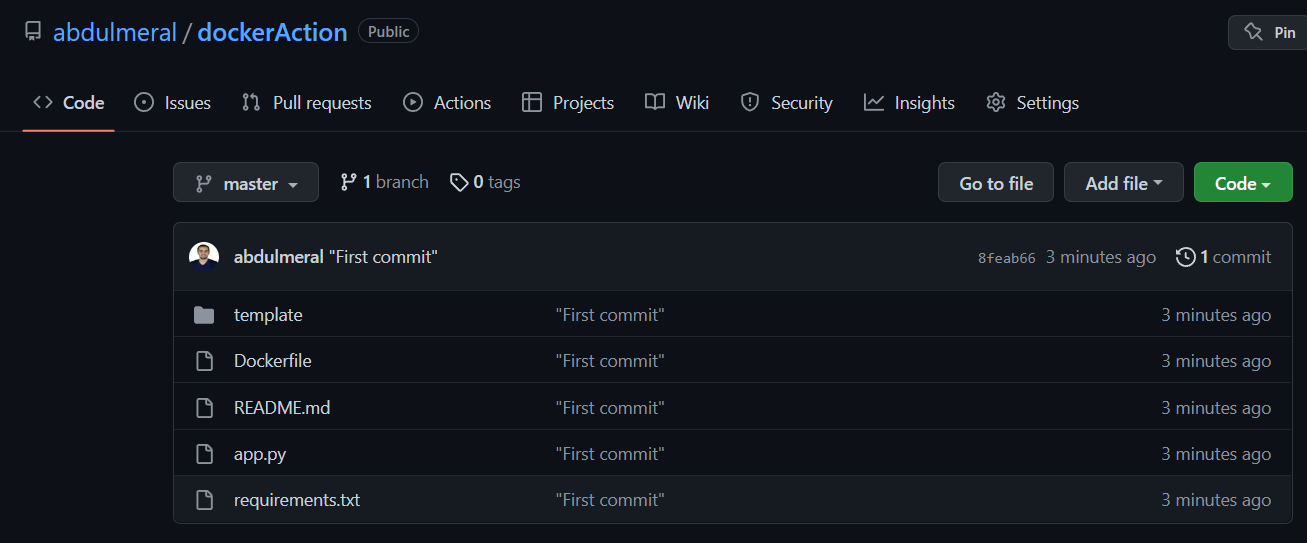 abdulmeral / dockerAction Public Pin
Code Issues Pull requests Actions Projects Wiki Security Insights Settings
master 1 branch 0 tags Go to file Add file Code
abdulmeral "First commit" 8feab66 3 minutes ago 1 commit
template "First commit" 3 minutes ago
Dockerfile "First commit" 3 minutes ago
README.md "First commit" 3 minutes ago
app.py "First commit" 3 minutes ago
requirements.txt "First commit" 3 minutes ago